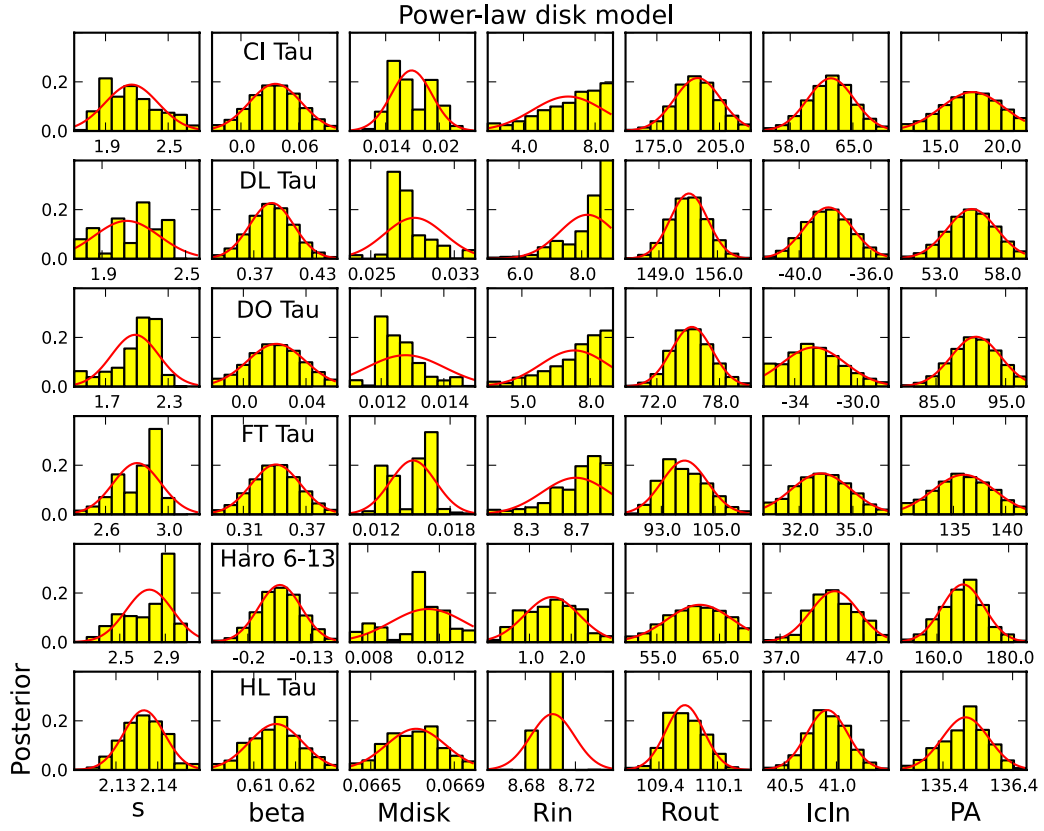 Power-law disk model
CI Tau
0.2
0.0
1.9 2.5 0.0 0.06 0.014 0.02 4.0 8.0 175.0 205.0 58.0 65.0 15.0 20.0
DL Tau
0.2
0.0
1.9 2.5 0.37 0.43 0.025 0.033 6.0 8.0 149.0 156.0 -40.0 -36.0 53.0 58.0
DO Tau
0.2
0.0
1.7 2.3 0.0 0.04 0.012 0.014 5.0 8.0 72.0 78.0 -34 -30.0 85.0 95.0
FT Tau
0.2
0.0
2.6 3.0 0.31 0.37 0.012 0.018 8.3 8.7 93.0 105.0 32.0 35.0 135 140
Haro 6-13
0.2
0.0
2.5 2.9 -0.2 -0.13 0.008 0.012 1.0 2.0 55.0 65.0 37.0 47.0 160.0 180.0
HL Tau
0.2
0.0
2.13 2.14 0.61 0.62 0.0665 0.0669 8.68 8.72 109.4 110.1 40.5 41.0 135.4 136.4
Posterior
S beta Mdisk Rin Rout IcIn PA